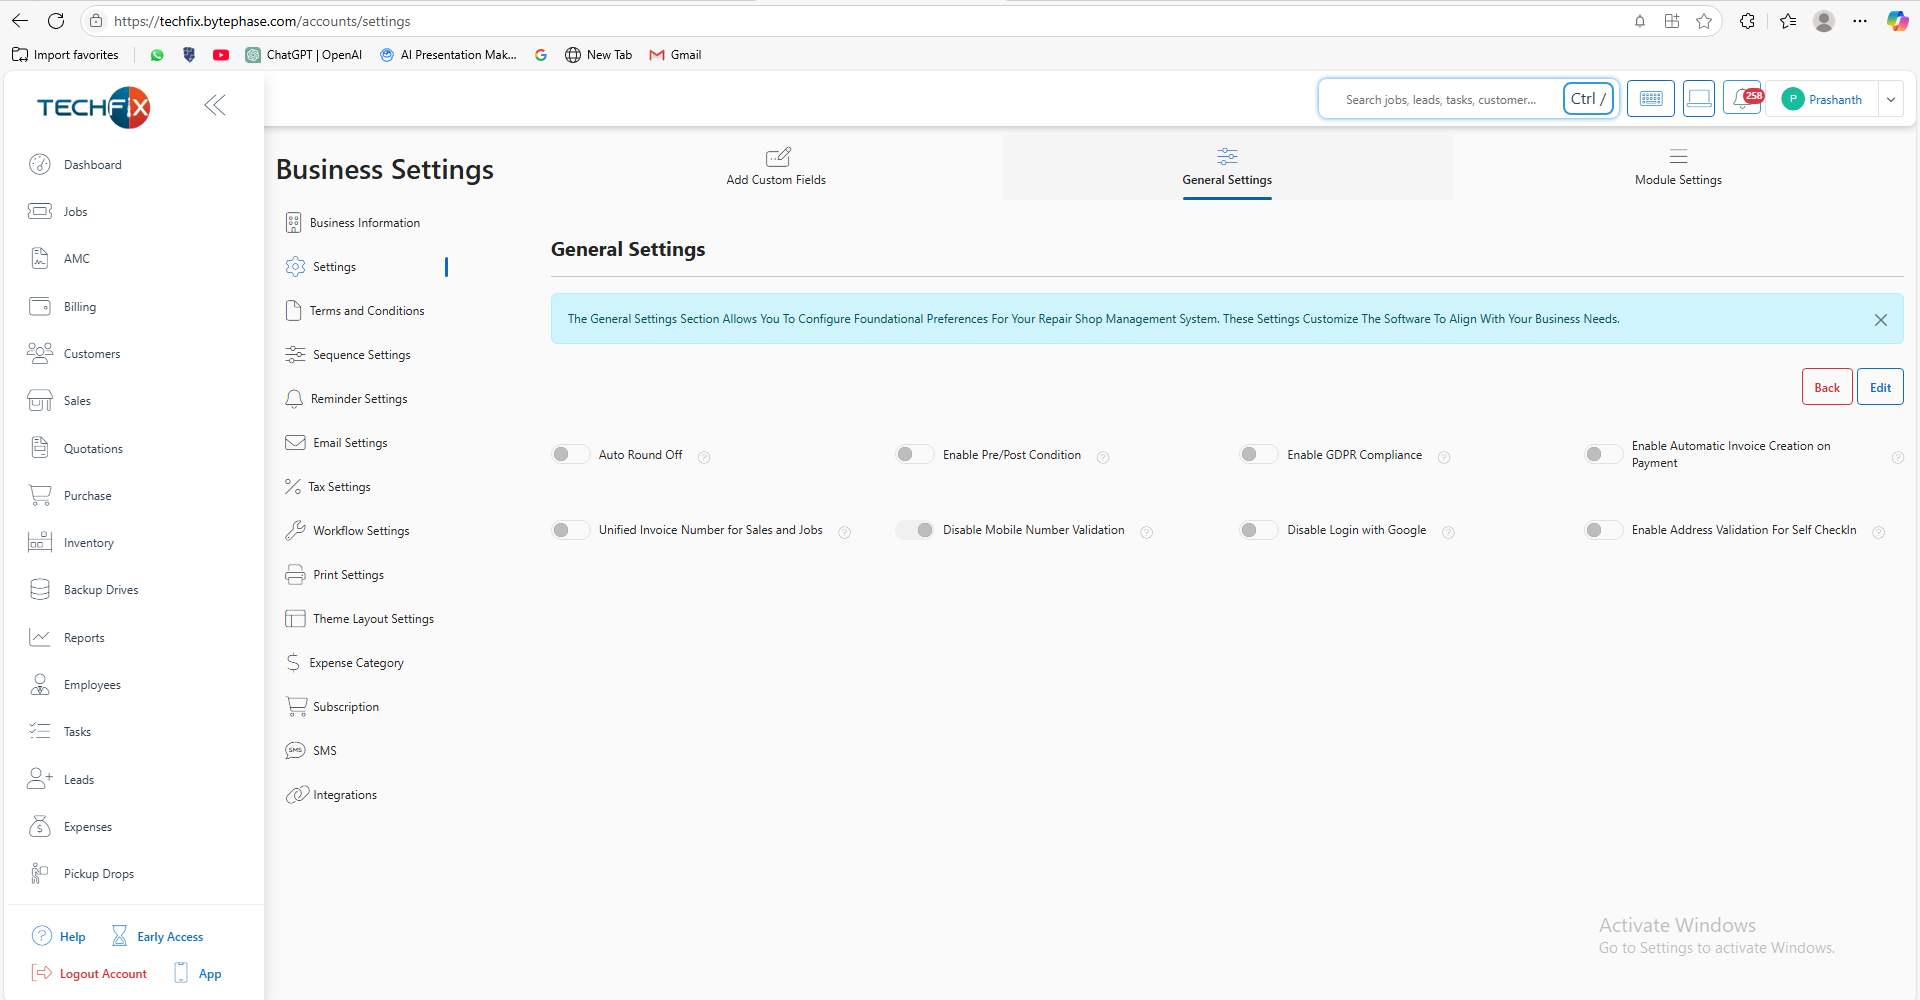 https://techfix.bytephase.com/accounts/settings
Import favorites
ChatGPT | OpenAI
AI Presentation Mak...
New Tab
Gmail
TECHFIX
Search jobs, leads, tasks, customer...
Ctrl /
258
P
Prashanth
Dashboard
Jobs
AMC
Billing
Customers
Sales
Quotations
Purchase
Inventory
Backup Drives
Reports
Employees
Tasks
Leads
Expenses
Pickup Drops
Help
Early Access
Logout Account
App
Business Settings
Business Information
Settings
Terms and Conditions
Sequence Settings
Reminder Settings
Email Settings
Tax Settings
Workflow Settings
Print Settings
Theme Layout Settings
Expense Category
Subscription
SMS
SMS
Integrations
Add Custom Fields
General Settings
Module Settings
General Settings
The General Settings Section Allows You To Configure Foundational Preferences For Your Repair Shop Management System. These Settings Customize The Software To Align With Your Business Needs.
Back
Edit
Auto Round Off
Enable Pre/Post Condition
Enable GDPR Compliance
Enable Automatic Invoice Creation on
Payment
Unified Invoice Number for Sales and Jobs
Disable Mobile Number Validation
Disable Login with Google
Enable Address Validation For Self CheckIn
Activate Windows
Go to Settings to activate Windows.